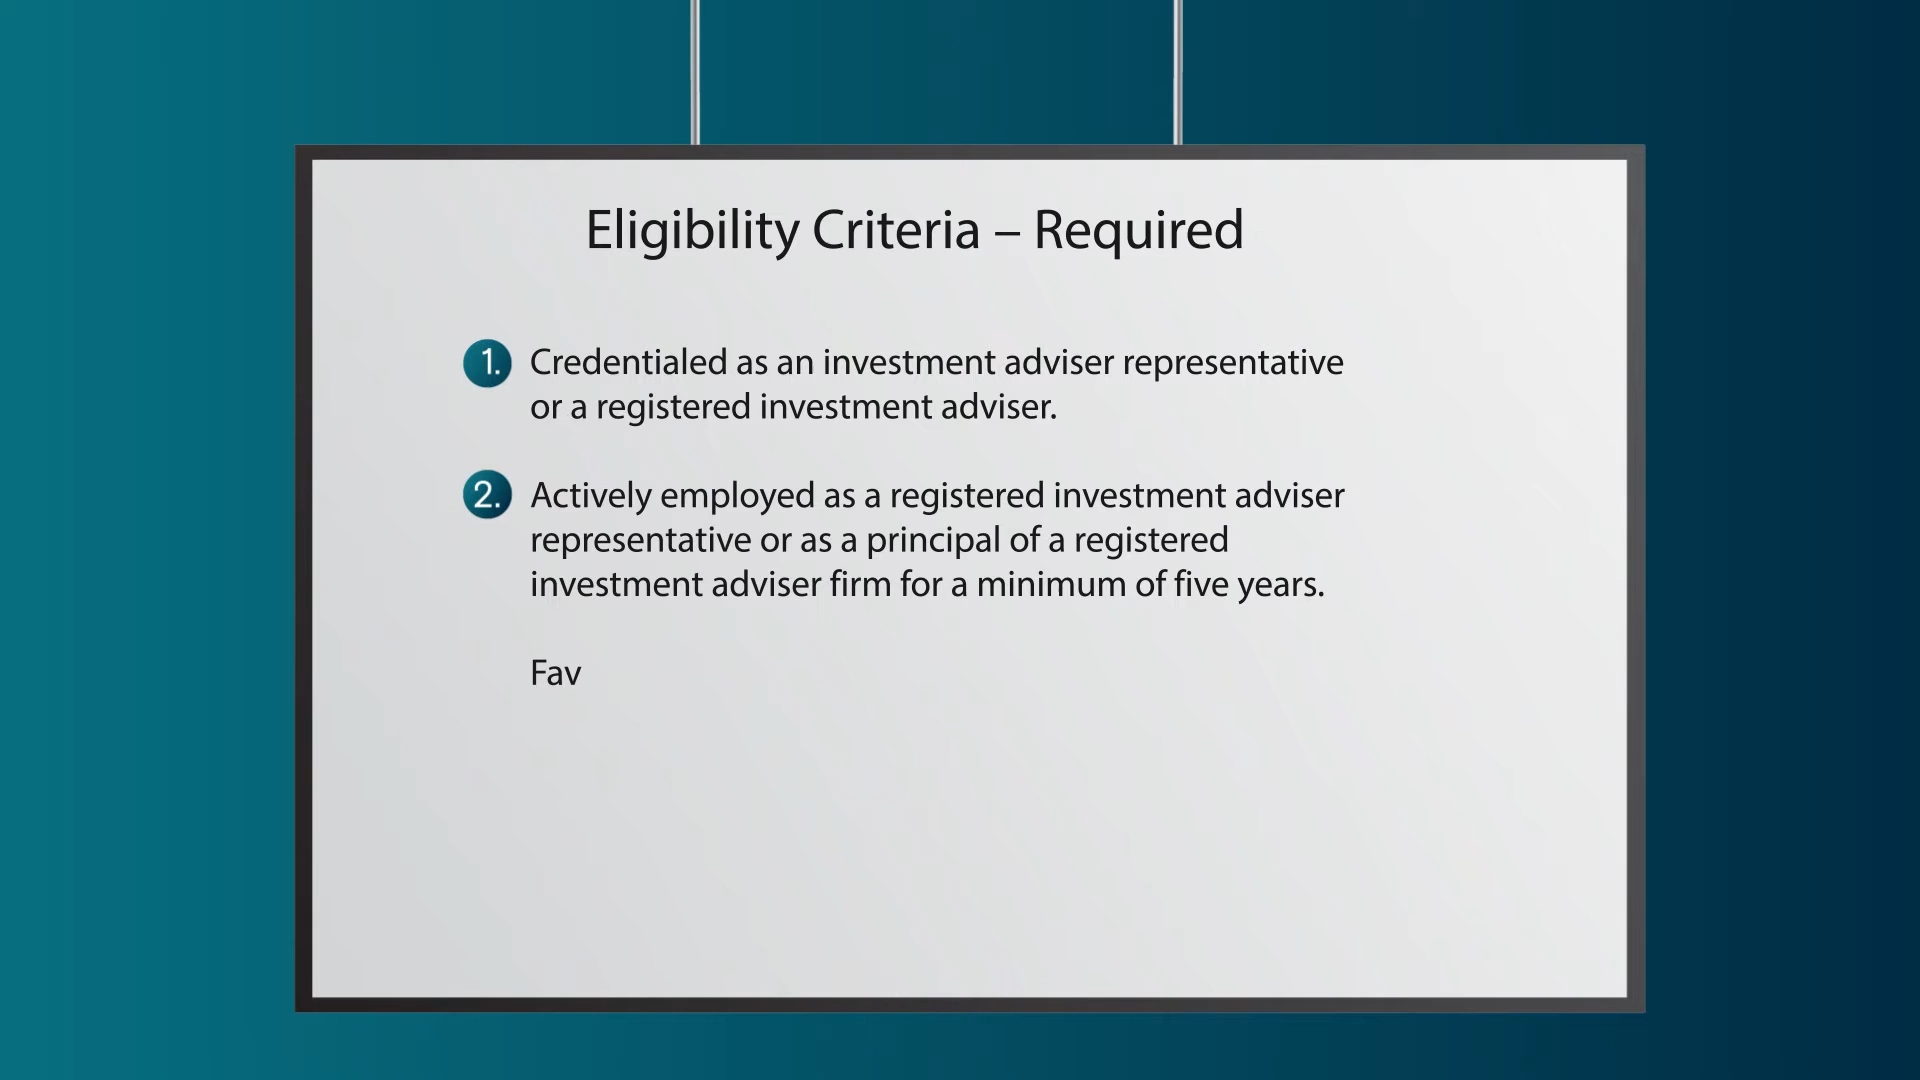 Eligibility Criteria – Required
1. Credentialed as an investment adviser representative
or a registered investment adviser.
2. Actively employed as a registered investment adviser
representative or as a principal of a registered
investment adviser firm for a minimum of five years.
Fav